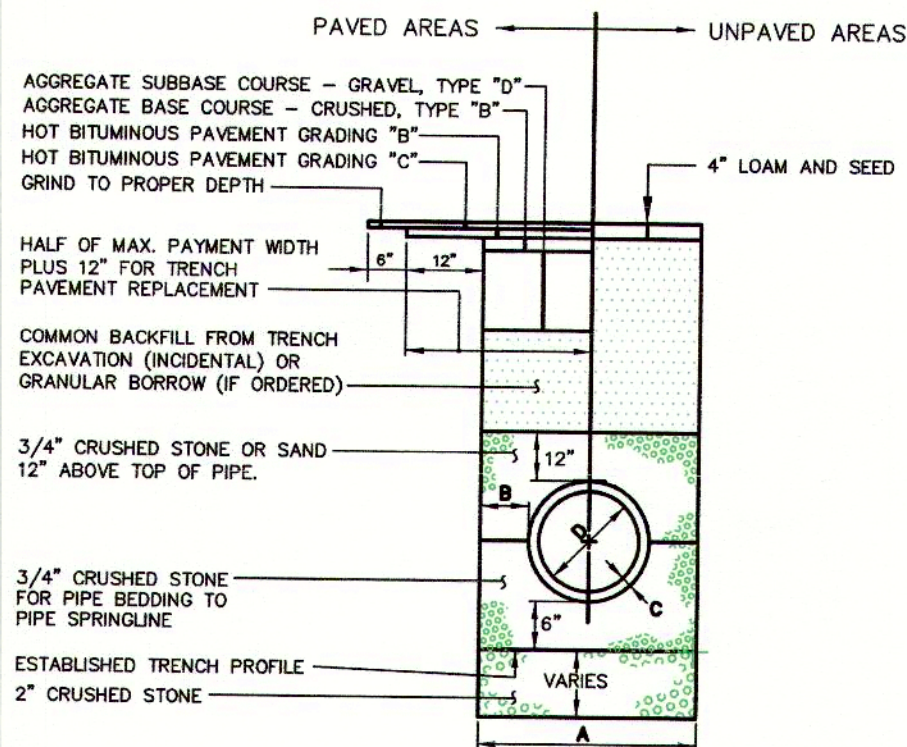 PAVED AREAS
UNPAVED AREAS
AGGREGATE SUBBASE COURSE – GRAVEL, TYPE "D"
AGGREGATE BASE COURSE – CRUSHED, TYPE "B"
HOT BITUMINOUS PAVEMENT GRADING "B"
HOT BITUMINOUS PAVEMENT GRADING "C"
GRIND TO PROPER DEPTH
4" LOAM AND SEED
HALF OF MAX. PAYMENT WIDTH
PLUS 12" FOR TRENCH
PAVEMENT REPLACEMENT
6"
12"
COMMON BACKFILL FROM TRENCH
EXCAVATION (INCIDENTAL) OR
GRANULAR BORROW (IF ORDERED)
3/4" CRUSHED STONE OR SAND
12" ABOVE TOP OF PIPE.
12"
B
D
C
3/4" CRUSHED STONE
FOR PIPE BEDDING TO
PIPE SPRINGLINE
6"
ESTABLISHED TRENCH PROFILE
2" CRUSHED STONE
VARIES
A